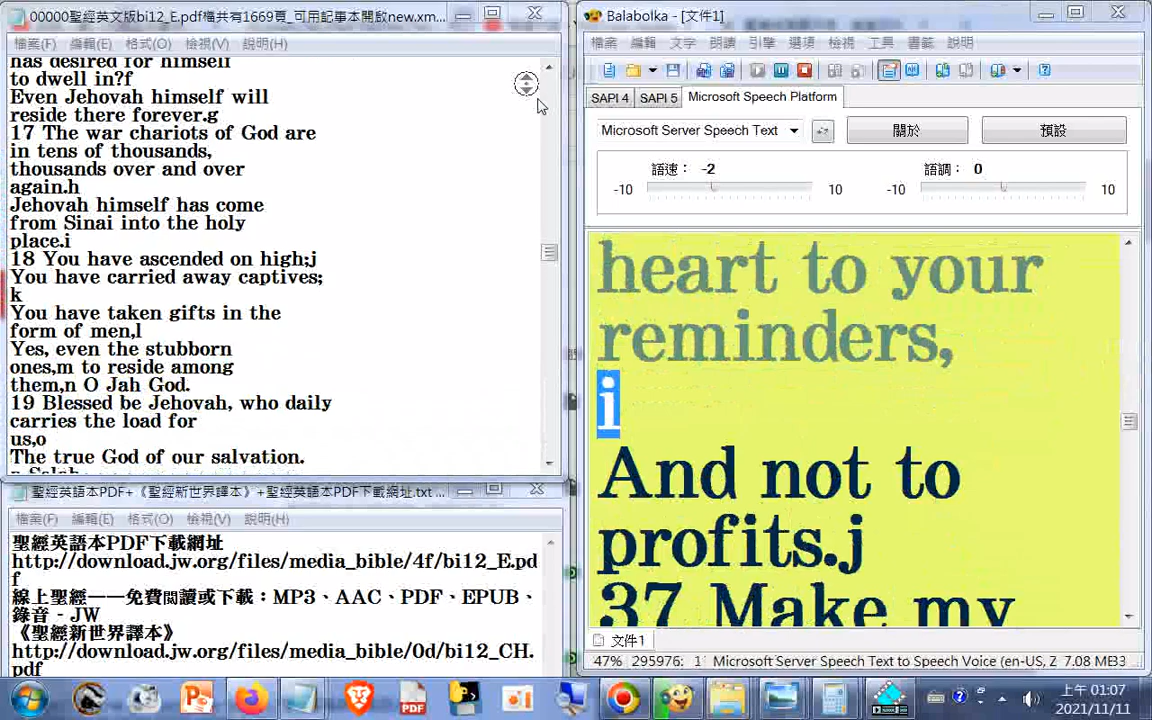 00000聖經英文版bi12_E.pdf檔共有1669頁_可用記事本開啟new.xm...
檔案(F) 編輯(E) 格式(O) 檢視(V) 說明(H)
has desired for himself
to dwell in?f
Even Jehovah himself will
reside there forever.g
17 The war chariots of God are
in tens of thousands,
thousands over and over
again.h
Jehovah himself has come
from Sinai into the holy
place.i
18 You have ascended on high;j
You have carried away captives;
k
You have taken gifts in the
form of men,l
Yes, even the stubborn
ones,m to reside among
them,n O Jah God.
19 Blessed be Jehovah, who daily
carries the load for
us,o
The true God of our salvation.
聖經英語本PDF+《聖經新世界譯本》+聖經英語本PDF下載網址.txt ...
檔案(F) 編輯(E) 格式(O) 檢視(V) 說明(H)
聖經英語本PDF下載網址
http://download.jw.org/files/media_bible/4f/bi12_E.pd
f
線上聖經——免費閱讀或下載：MP3、AAC、PDF、EPUB、
錄音 - JW
《聖經新世界譯本》
http://download.jw.org/files/media_bible/0d/bi12_CH.
pdf
Balabolka - [文件1]
檔案 編輯 文字 朗讀 引擎 選項 檢視 工具 書籤 說明
SAPI 4 SAPI 5 Microsoft Speech Platform
Microsoft Server Speech Text 關於 預設
語速： -2 語調： 0
-10 10 -10 10
heart to your
reminders,
i
And not to
profits.j
37 Make my
文件1
47% 295976: 1 Microsoft Server Speech Text to Speech Voice (en-US, Z 7.08 MB
上午 01:07
2021/11/11